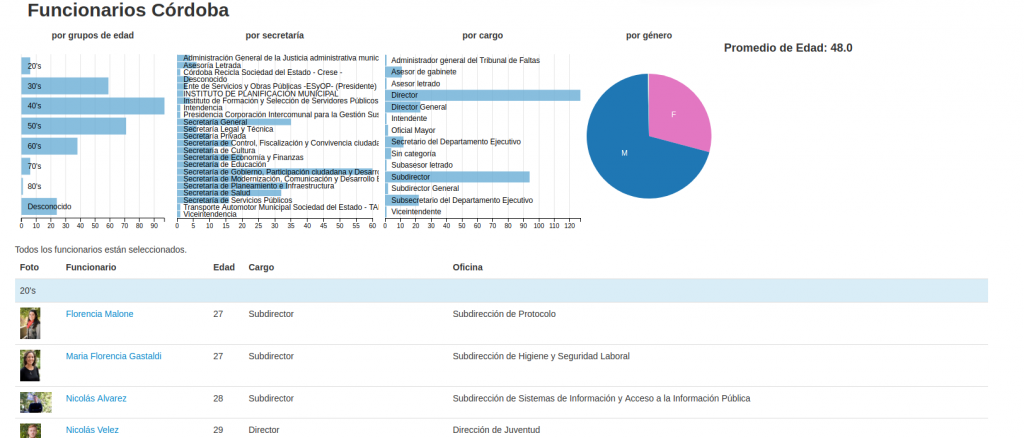 Funcionarios Córdoba
por grupos de edad
20's
30's
40's
50's
60's
70's
80's
Desconocido
0 10 20 30 40 50 60 70 80 90
por secretaría
Administración General de la Justicia administrativa munic
Asesoría Letrada
Córdoba Recicla Sociedad del Estado - Crese -
Desconocido
Ente de Servicios y Obras Públicas -ESyOP- (Presidente)
INSTITUTO DE PLANIFICACIÓN MUNICIPAL
Instituto de Formación y Selección de Servidores Públicos
Intendencia
Presidencia Corporación Intercomunal para la Gestión Sus
Secretaría General
Secretaría Legal y Técnica
Secretaría Privada
Secretaría de Control, Fiscalización y Convivencia ciudada
Secretaría de Cultura
Secretaría de Economía y Finanzas
Secretaría de Educación
Secretaría de Gobierno, Participación ciudadana y Desarro
Secretaría de Modernización, Comunicación y Desarrollo E
Secretaría de Planeamiento e Infraestructura
Secretaría de Salud
Secretaría de Servicios Públicos
Transporte Automotor Municipal Sociedad del Estado - TA
Viceintendencia
0 5 10 15 20 25 30 35 40 45 50 55 60
por cargo
Administrador general del Tribunal de Faltas
Asesor de gabinete
Asesor letrado
Director
Director General
Intendente
Oficial Mayor
Secretario del Departamento Ejecutivo
Sin categoría
Subasesor letrado
Subdirector
Subdirector General
Subsecretario del Departamento Ejecutivo
Viceintendente
0 10 20 30 40 50 60 70 80 90 100 110 120
por género
F
M
Promedio de Edad: 48.0
Todos los funcionarios están seleccionados.
Foto Funcionario Edad Cargo Oficina
20's
Florencia Malone 27 Subdirector Subdirección de Protocolo
Maria Florencia Gastaldi 27 Subdirector Subdirección de Higiene y Seguridad Laboral
Nicolás Alvarez 28 Subdirector Subdirección de Sistemas de Información y Acceso a la Información Pública
Nicolás Velez 29 Director Dirección de Juventud